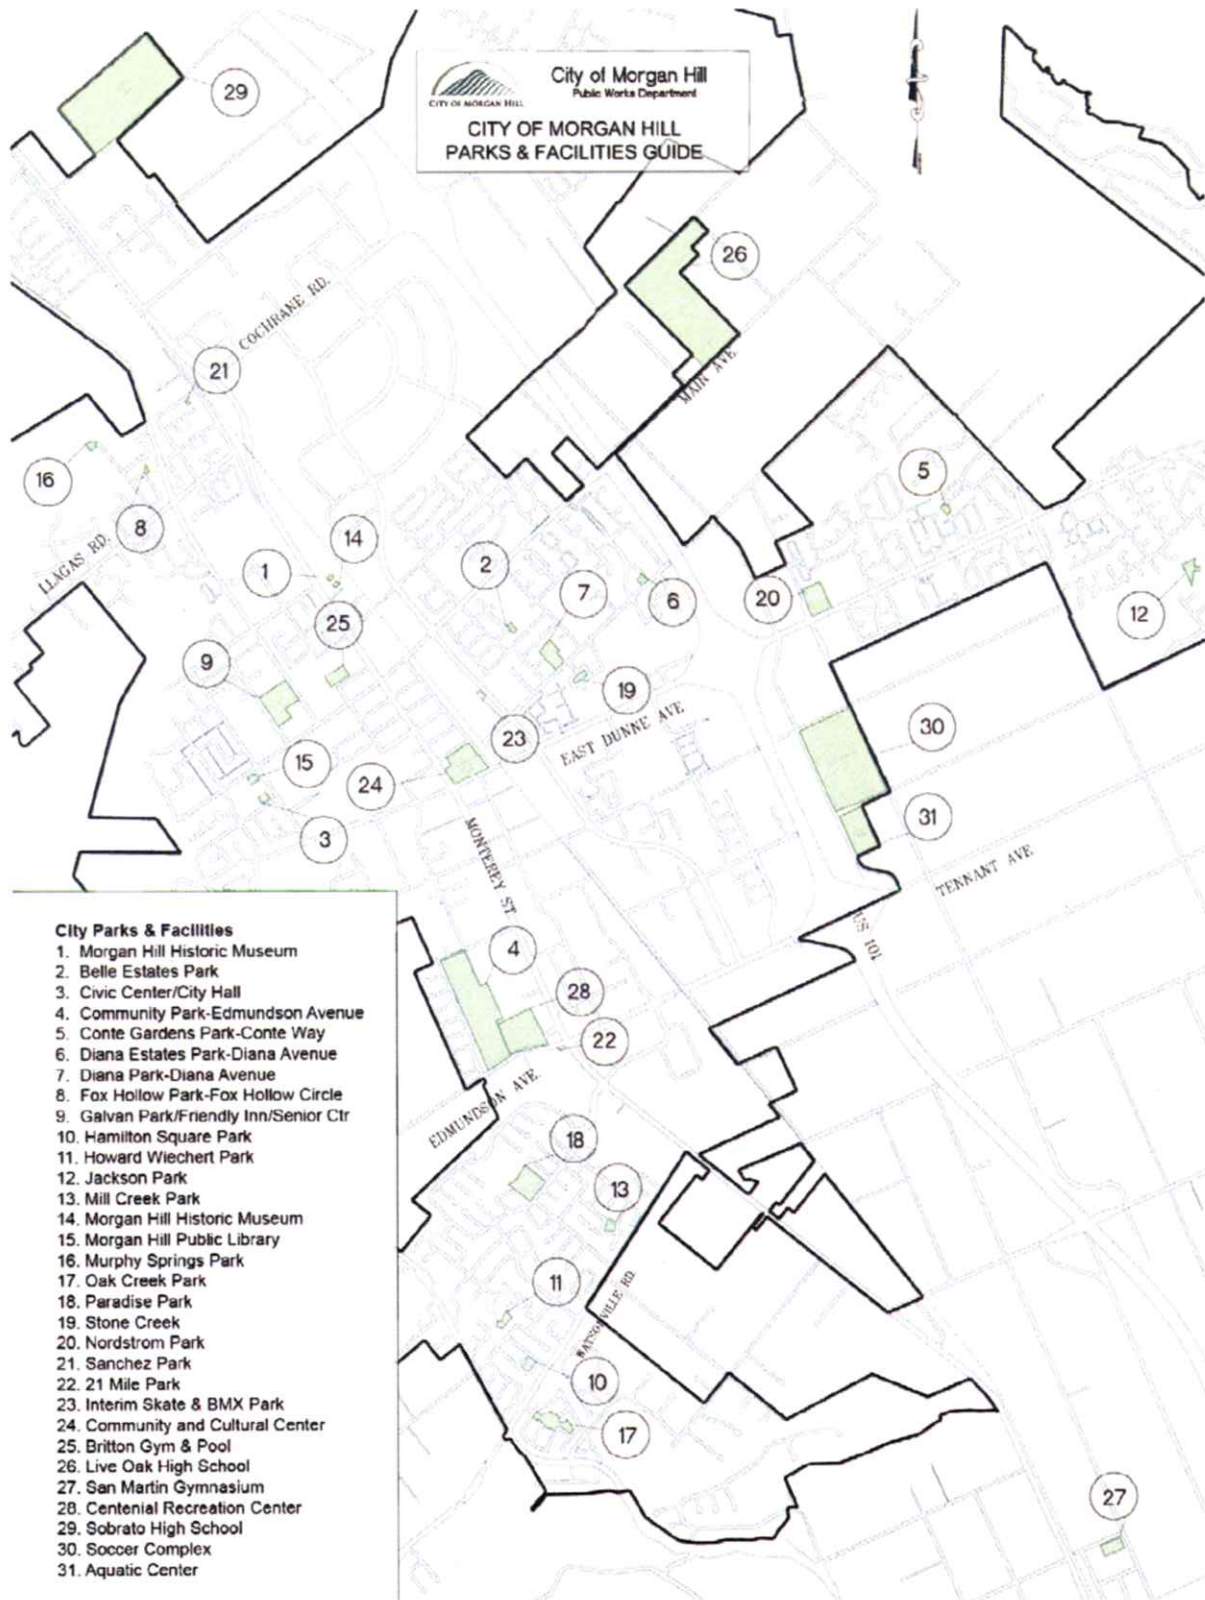 CITY OF MORGAN HILL
City of Morgan Hill
Public Works Department
CITY OF MORGAN HILL
PARKS & FACILITIES GUIDE
29
26
COCHRANE RD.
21
MAIN AVE
16
5
8
14
LLAGAS RD.
1
2
7
6
20
12
25
9
19
23
EAST DUNNE AVE
30
15
24
31
3
MONTEREY ST
TENNANT AVE
US 101
4
28
22
EDMUNDSON AVE.
18
13
11
WATSONVILLE RD.
10
17
27
City Parks & Facilities
1. Morgan Hill Historic Museum
2. Belle Estates Park
3. Civic Center/City Hall
4. Community Park-Edmundson Avenue
5. Conte Gardens Park-Conte Way
6. Diana Estates Park-Diana Avenue
7. Diana Park-Diana Avenue
8. Fox Hollow Park-Fox Hollow Circle
9. Galvan Park/Friendly Inn/Senior Ctr
10. Hamilton Square Park
11. Howard Wiechert Park
12. Jackson Park
13. Mill Creek Park
14. Morgan Hill Historic Museum
15. Morgan Hill Public Library
16. Murphy Springs Park
17. Oak Creek Park
18. Paradise Park
19. Stone Creek
20. Nordstrom Park
21. Sanchez Park
22. 21 Mile Park
23. Interim Skate & BMX Park
24. Community and Cultural Center
25. Britton Gym & Pool
26. Live Oak High School
27. San Martin Gymnasium
28. Centenial Recreation Center
29. Sobrato High School
30. Soccer Complex
31. Aquatic Center